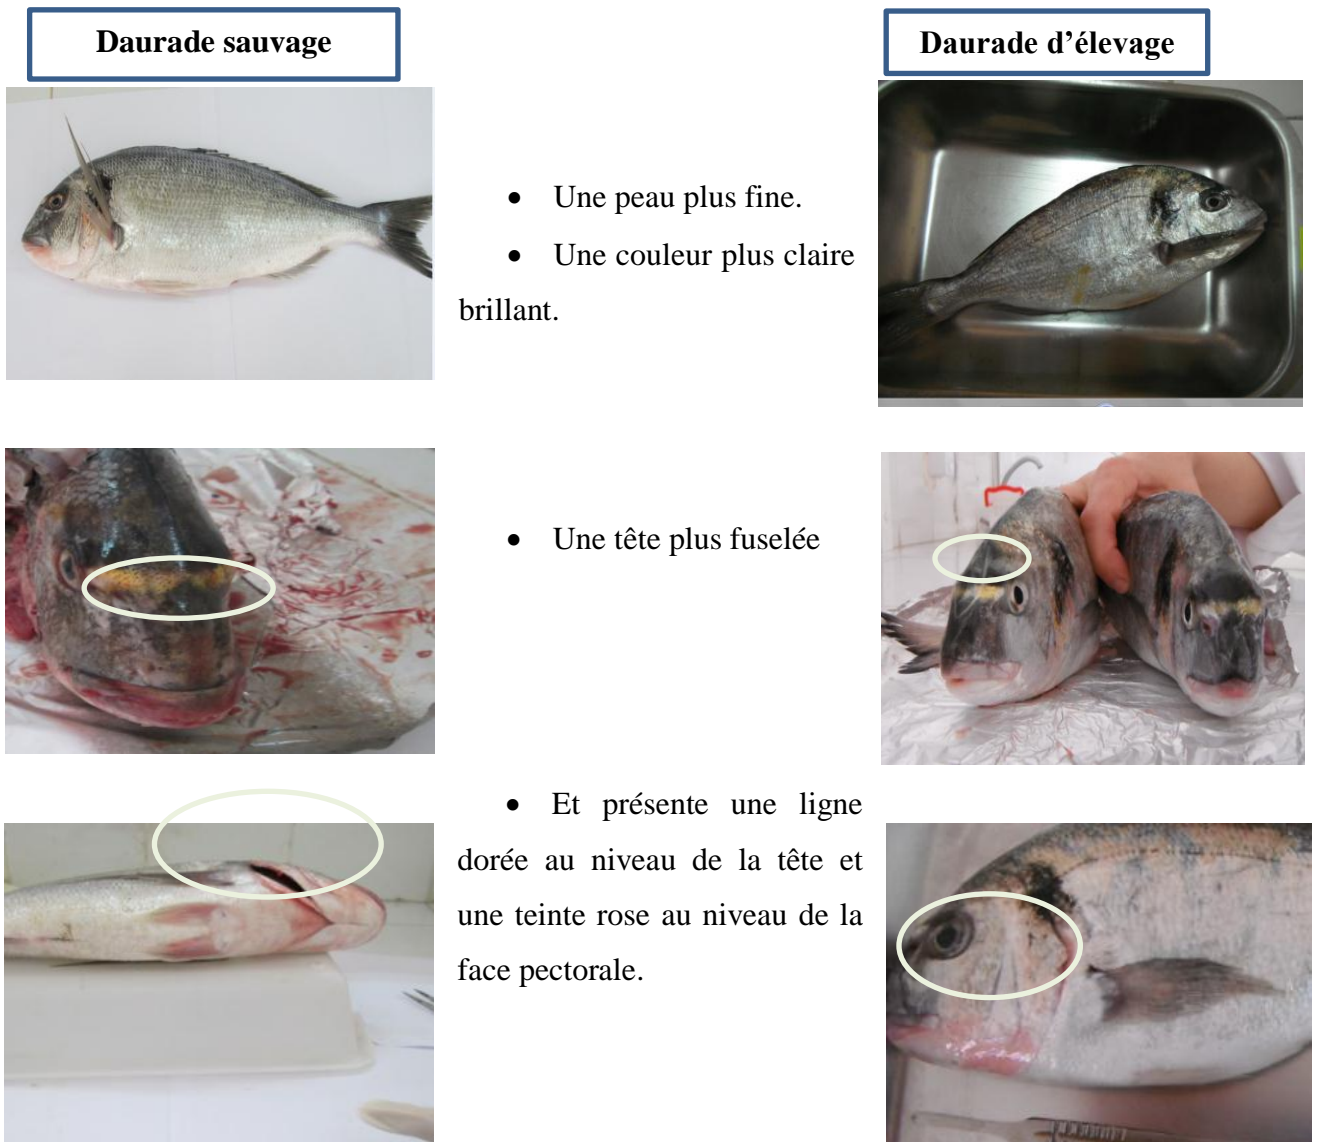 Daurade sauvage
Daurade d’élevage
• Une peau plus fine.
• Une couleur plus claire
brillant.
• Une tête plus fuselée
• Et présente une ligne
dorée au niveau de la tête et
une teinte rose au niveau de la
face pectorale.